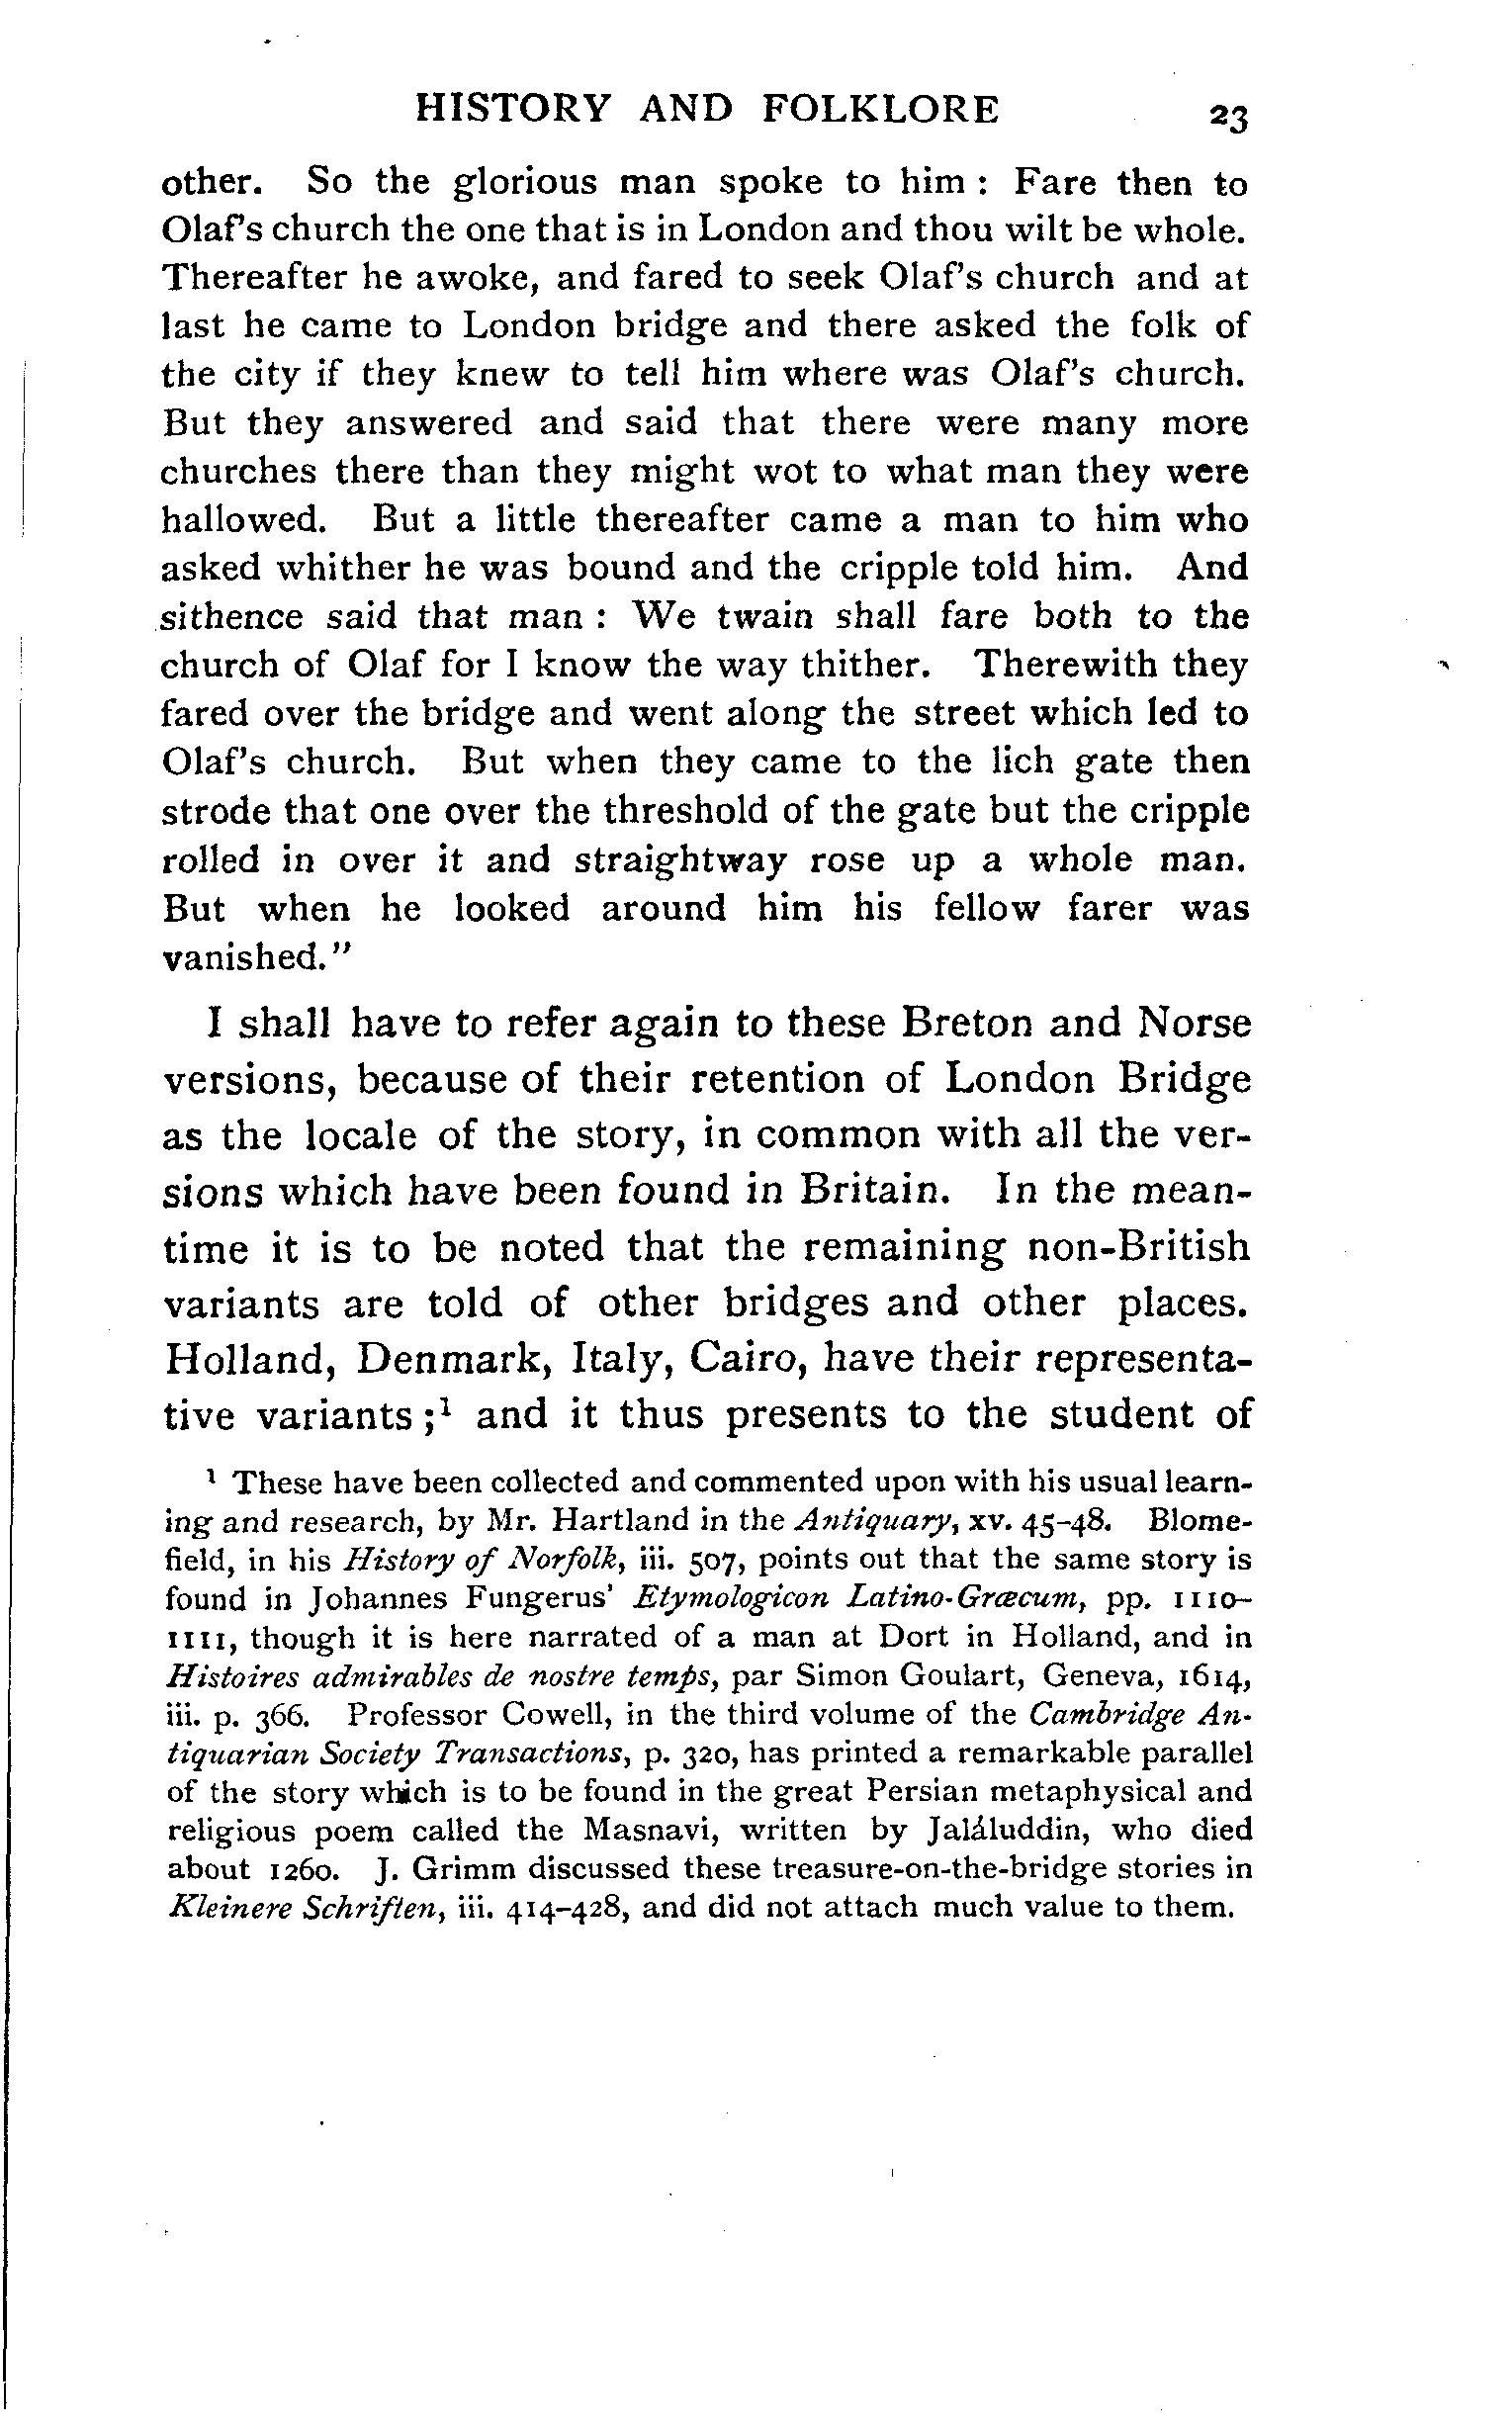 HISTORY AND FOLKLORE 23
other. So the glorious man spoke to him : Fare then to
Olaf's church the one that is in London and thou wilt be whole.
Thereafter he awoke, and fared to seek Olaf's church and at
last he came to London bridge and there asked the folk of
the city if they knew to tell him where was Olaf's church.
But they answered and said that there were many more
churches there than they might wot to what man they were
hallowed. But a little thereafter came a man to him who
asked whither he was bound and the cripple told him. And
sithence said that man : We twain shall fare both to the
church of Olaf for I know the way thither. Therewith they
fared over the bridge and went along the street which led to
Olaf's church. But when they came to the lich gate then
strode that one over the threshold of the gate but the cripple
rolled in over it and straightway rose up a whole man.
But when he looked around him his fellow farer was
vanished."
I shall have to refer again to these Breton and Norse
versions, because of their retention of London Bridge
as the locale of the story, in common with all the ver-
sions which have been found in Britain. In the mean-
time it is to be noted that the remaining non-British
variants are told of other bridges and other places.
Holland, Denmark, Italy, Cairo, have their representa-
tive variants ;¹ and it thus presents to the student of
¹ These have been collected and commented upon with his usual learn-
ing and research, by Mr. Hartland in the Antiquary, xv. 45-48. Blome-
field, in his History of Norfolk, iii. 507, points out that the same story is
found in Johannes Fungerus' Etymologicon Latino-Græcum, pp. 1110–
1111, though it is here narrated of a man at Dort in Holland, and in
Histoires admirables de nostre temps, par Simon Goulart, Geneva, 1614,
iii. p. 366. Professor Cowell, in the third volume of the Cambridge An-
tiquarian Society Transactions, p. 320, has printed a remarkable parallel
of the story which is to be found in the great Persian metaphysical and
religious poem called the Masnavi, written by Jaláluddin, who died
about 1260. J. Grimm discussed these treasure-on-the-bridge stories in
Kleinere Schriften, iii. 414-428, and did not attach much value to them.